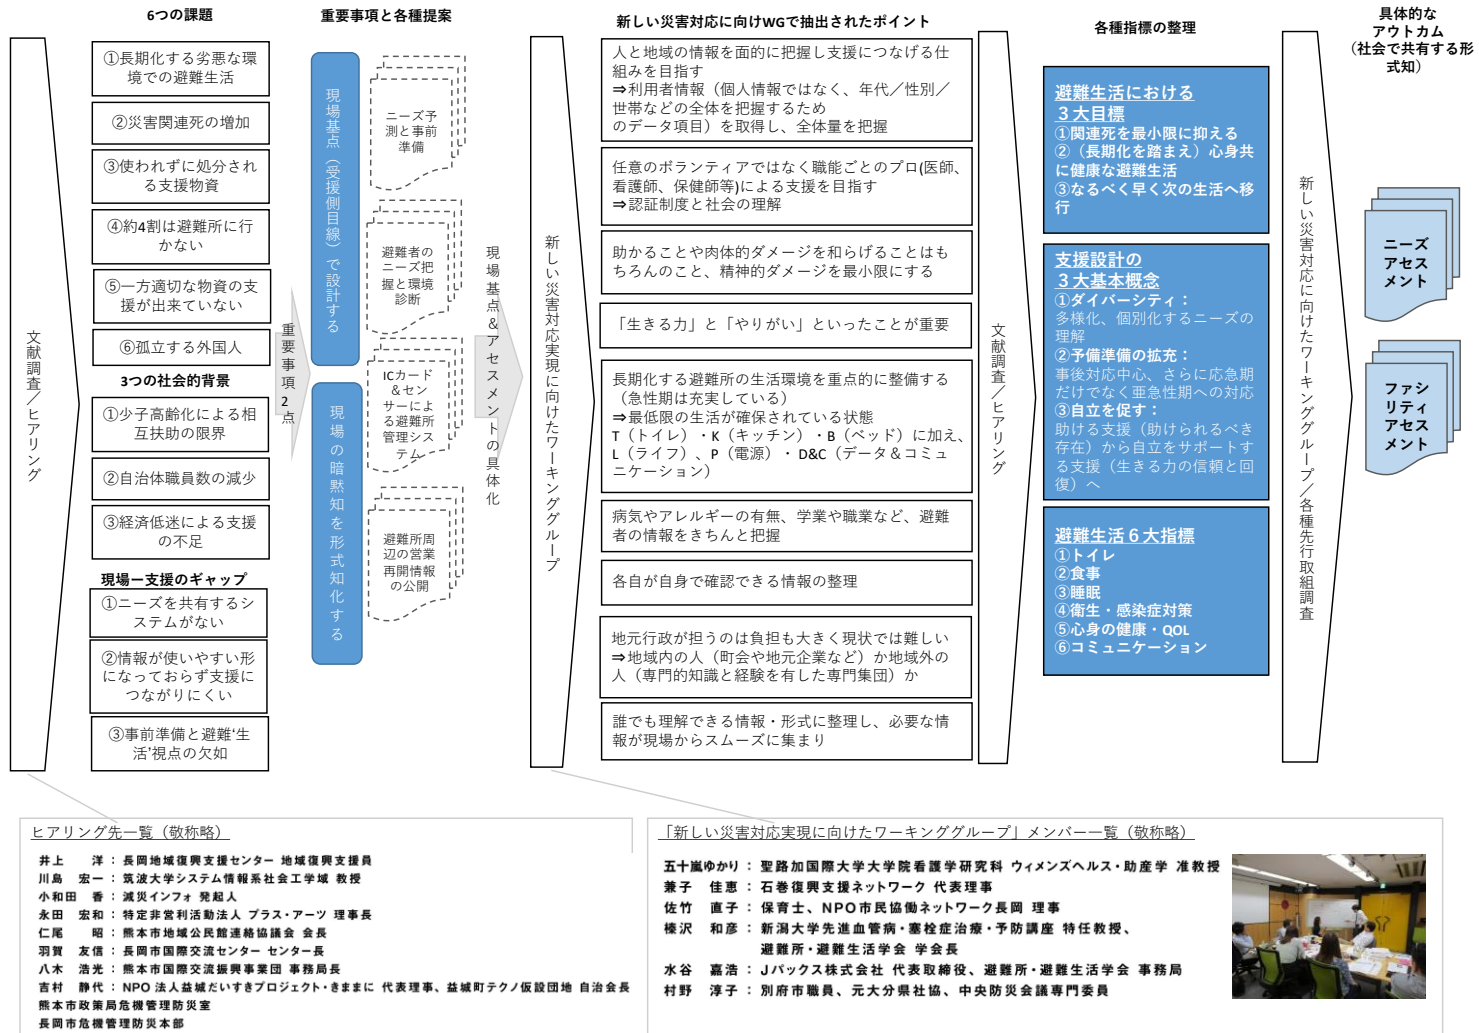 6つの課題
重要事項と各種提案
新しい災害対応に向けWGで抽出されたポイント
各種指標の整理
具体的な
アウトカム
（社会で共有する形
式知）
文献調査／ヒアリング
①長期化する劣悪な環
境での避難生活
②災害関連死の増加
③使われずに処分され
る支援物資
④約4割は避難所に行
かない
⑤一方適切な物資の支
援が出来ていない
⑥孤立する外国人
3つの社会的背景
①少子高齢化による相
互扶助の限界
②自治体職員数の減少
③経済低迷による支援
の不足
現場ー支援のギャップ
①ニーズを共有するシ
ステムがない
②情報が使いやすい形
になっておらず支援に
つながりにくい
③事前準備と避難‘生
活’視点の欠如
重要事項2点
現場基点（受援側目線）で設計する
現場の暗黙知を形式知化する
ニーズ予
測と事前
準備
避難者の
ニーズ把
握と環境
診断
ICカード
＆セン
サーによ
る避難所
管理シス
テム
避難所周
辺の営業
再開情報
の公開
現場基点＆アセスメントの具体化
新しい災害対応実現に向けたワーキンググループ
人と地域の情報を面的に把握し支援につなげる仕
組みを目指す
⇒利用者情報（個人情報ではなく、年代／性別／
世帯などの全体を把握するため
のデータ項目）を取得し、全体量を把握
任意のボランティアではなく職能ごとのプロ(医師、
看護師、保健師等)による支援を目指す
⇒認証制度と社会の理解
助かることや肉体的ダメージを和らげることはも
ちろんのこと、精神的ダメージを最小限にする
「生きる力」と「やりがい」といったことが重要
長期化する避難所の生活環境を重点的に整備する
（急性期は充実している）
⇒最低限の生活が確保されている状態
T（トイレ）・K（キッチン）・B（ベッド）に加え、
L（ライフ）、P（電源）・D&C（データ＆コミュ
ニケーション）
病気やアレルギーの有無、学業や職業など、避難
者の情報をきちんと把握
各自が自身で確認できる情報の整理
地元行政が担うのは負担も大きく現状では難しい
⇒地域内の人（町会や地元企業など）か地域外の
人（専門的知識と経験を有した専門集団）か
誰でも理解できる情報・形式に整理し、必要な情
報が現場からスムーズに集まり
文献調査／ヒアリング
避難生活における
３大目標
①関連死を最小限に抑える
②（長期化を踏まえ）心身共
に健康な避難生活
③なるべく早く次の生活へ移
行
支援設計の
３大基本概念
①ダイバーシティ：
多様化、個別化するニーズの
理解
②予備準備の拡充：
事後対応中心、さらに応急期
だけでなく亜急性期への対応
③自立を促す：
助ける支援（助けられるべき
存在）から自立をサポートす
る支援（生きる力の信頼と回
復）へ
避難生活６大指標
①トイレ
②食事
③睡眠
④衛生・感染症対策
⑤心身の健康・QOL
⑥コミュニケーション
新しい災害対応に向けたワーキンググループ／各種先行取組調査
ニーズ
アセス
メント
ファシ
リティ
アセス
メント
ヒアリング先一覧（敬称略）
井上　洋：長岡地域復興支援センター 地域復興支援員
川島　宏一：筑波大学システム情報系社会工学域 教授
小和田　香：減災インフォ 発起人
永田　宏和：特定非営利活動法人 プラス・アーツ 理事長
仁尾　昭：熊本市地域公民館連絡協議会 会長
羽賀　友信：長岡市国際交流センター センター長
八木　浩光：熊本市国際交流振興事業団 事務局長
吉村　静代：NPO 法人益城だいすきプロジェクト・きままに 代表理事、益城町テクノ仮設団地 自治会長
熊本市政策局危機管理防災室
長岡市危機管理防災本部
「新しい災害対応実現に向けたワーキンググループ」メンバー一覧（敬称略）
五十嵐ゆかり：聖路加国際大学大学院看護学研究科 ウィメンズヘルス・助産学 准教授
兼子　佳恵：石巻復興支援ネットワーク 代表理事
佐竹　直子：保育士、NPO市民協働ネットワーク長岡 理事
榛沢　和彦：新潟大学先進血管病・塞栓症治療・予防講座 特任教授、
避難所・避難生活学会 学会長
水谷　嘉浩：Jパックス株式会社 代表取締役、避難所・避難生活学会 事務局
村野　淳子：別府市職員、元大分県社協、中央防災会議専門委員